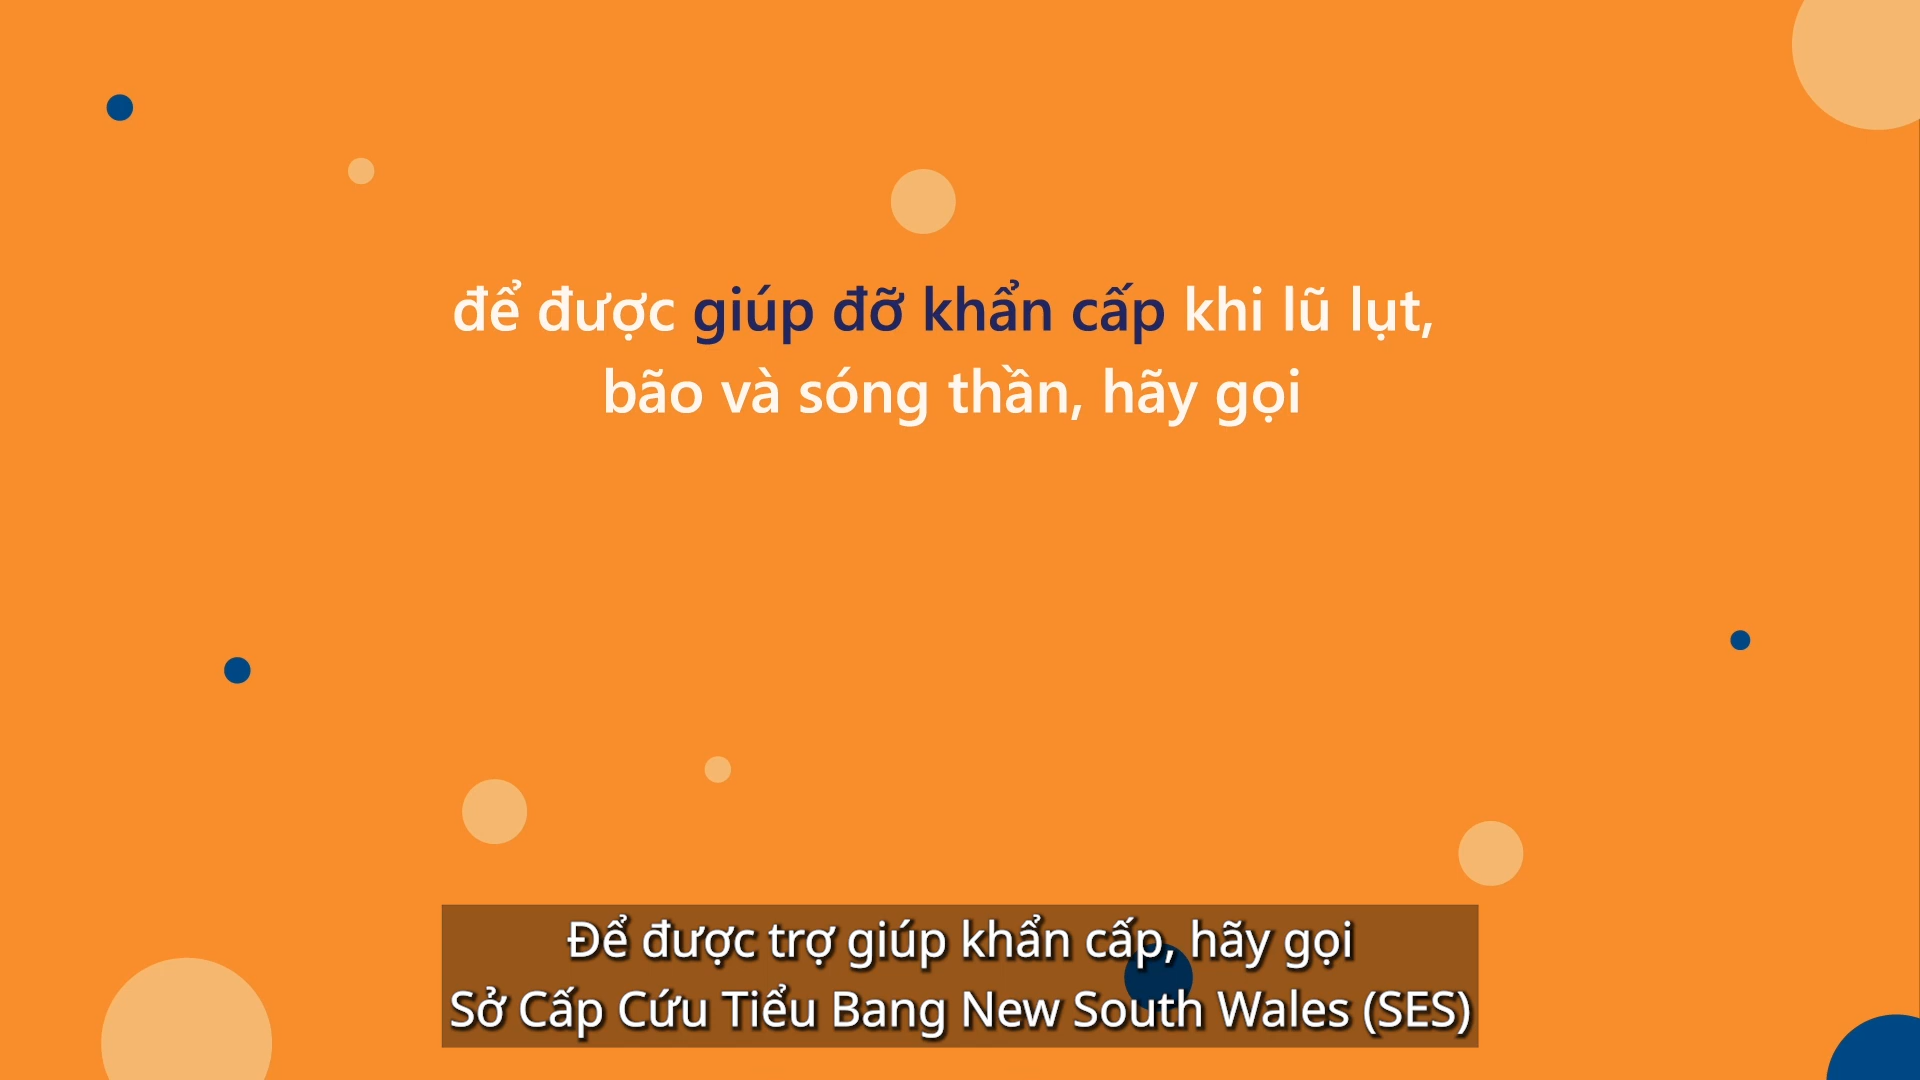 để được giúp đỡ khẩn cấp khi lũ lụt,
bão và sóng thần, hãy gọi
Để được trợ giúp khẩn cấp, hãy gọi
Sở Cấp Cứu Tiểu Bang New South Wales (SES)